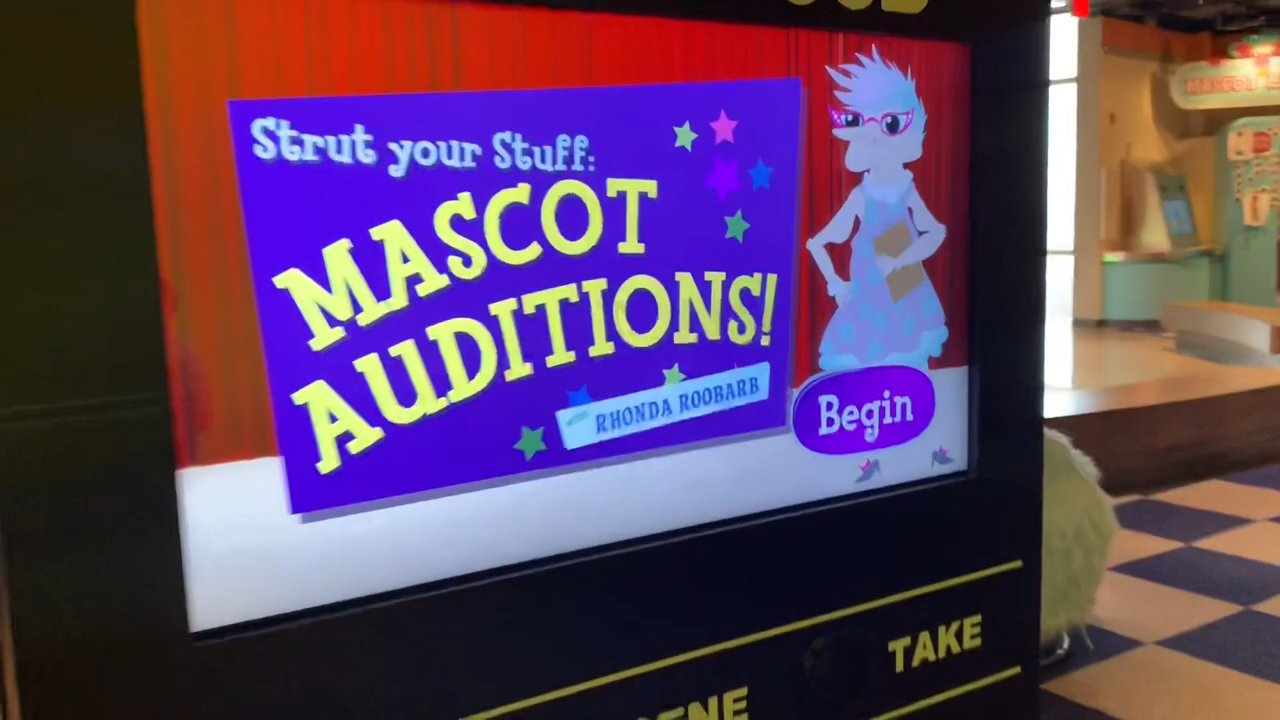 Strut your Stuff:
MASCOT
AUDITIONS!
RHONDA ROOBARB
Begin
TAKE